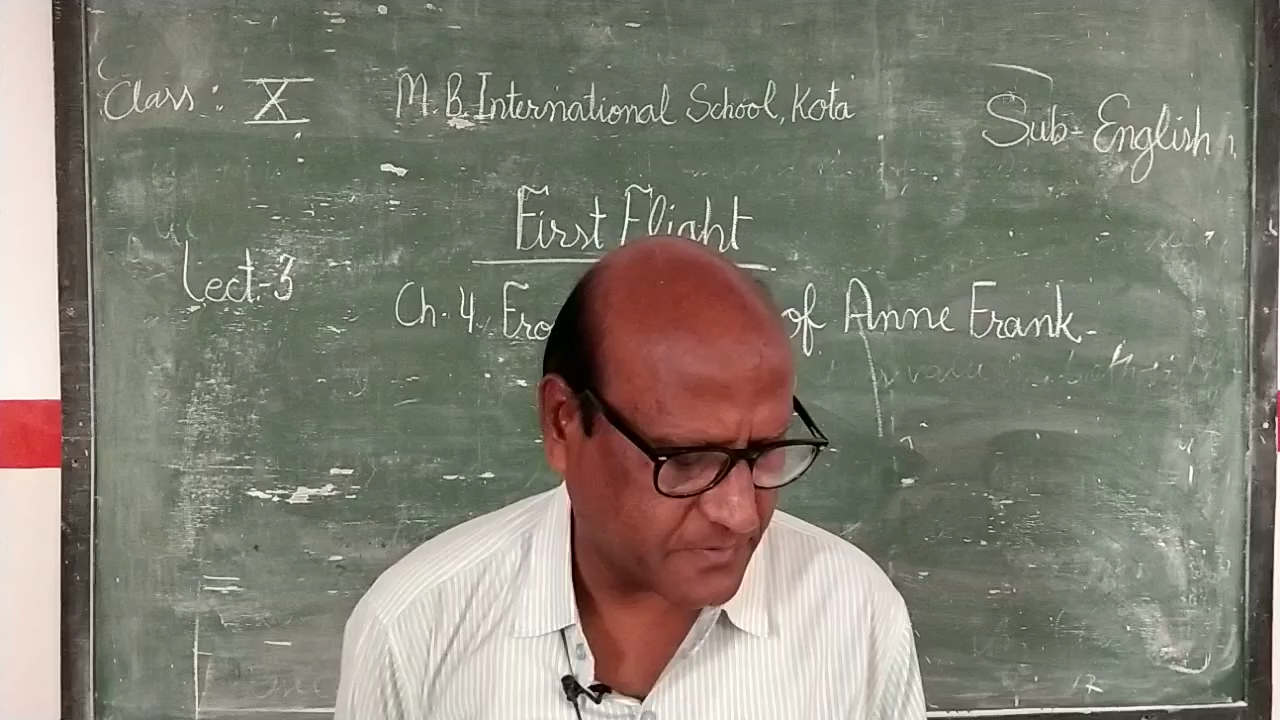 Class : X M.B. International School, Kota Sub- English
First Flight
Lect-3
Ch. 4 Fro of Anne Frank.